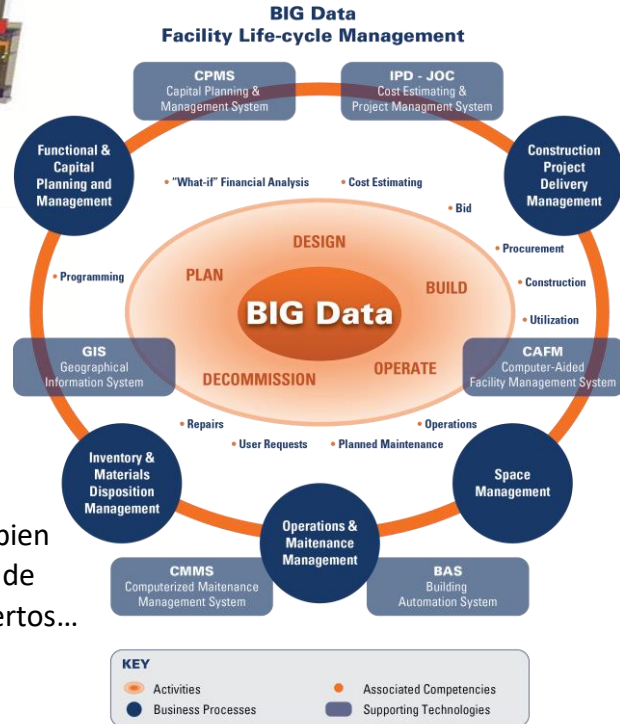 BIG Data
Facility Life-cycle Management
CPMS
Capital Planning &
Management System
IPD - JOC
Cost Estimating &
Project Managment System
Functional &
Capital
Planning and
Management
Construction
Project
Delivery
Management
• "What-if" Financial Analysis
• Cost Estimating
• Bid
• Procurement
• Programming
• Construction
• Utilization
DESIGN
PLAN
BUILD
BIG Data
DECOMMISSION
OPERATE
GIS
Geographical
Information System
CAFM
Computer-Aided
Facility Management System
• Repairs
• Operations
• User Requests
• Planned Maintenance
Inventory &
Materials
Disposition
Management
Space
Management
Operations &
Maitenance
Management
bien
de
ertos...
CMMS
Computerized Maitenance
Management System
BAS
Building
Automation System
KEY
Activities
Associated Competencies
Business Processes
Supporting Technologies